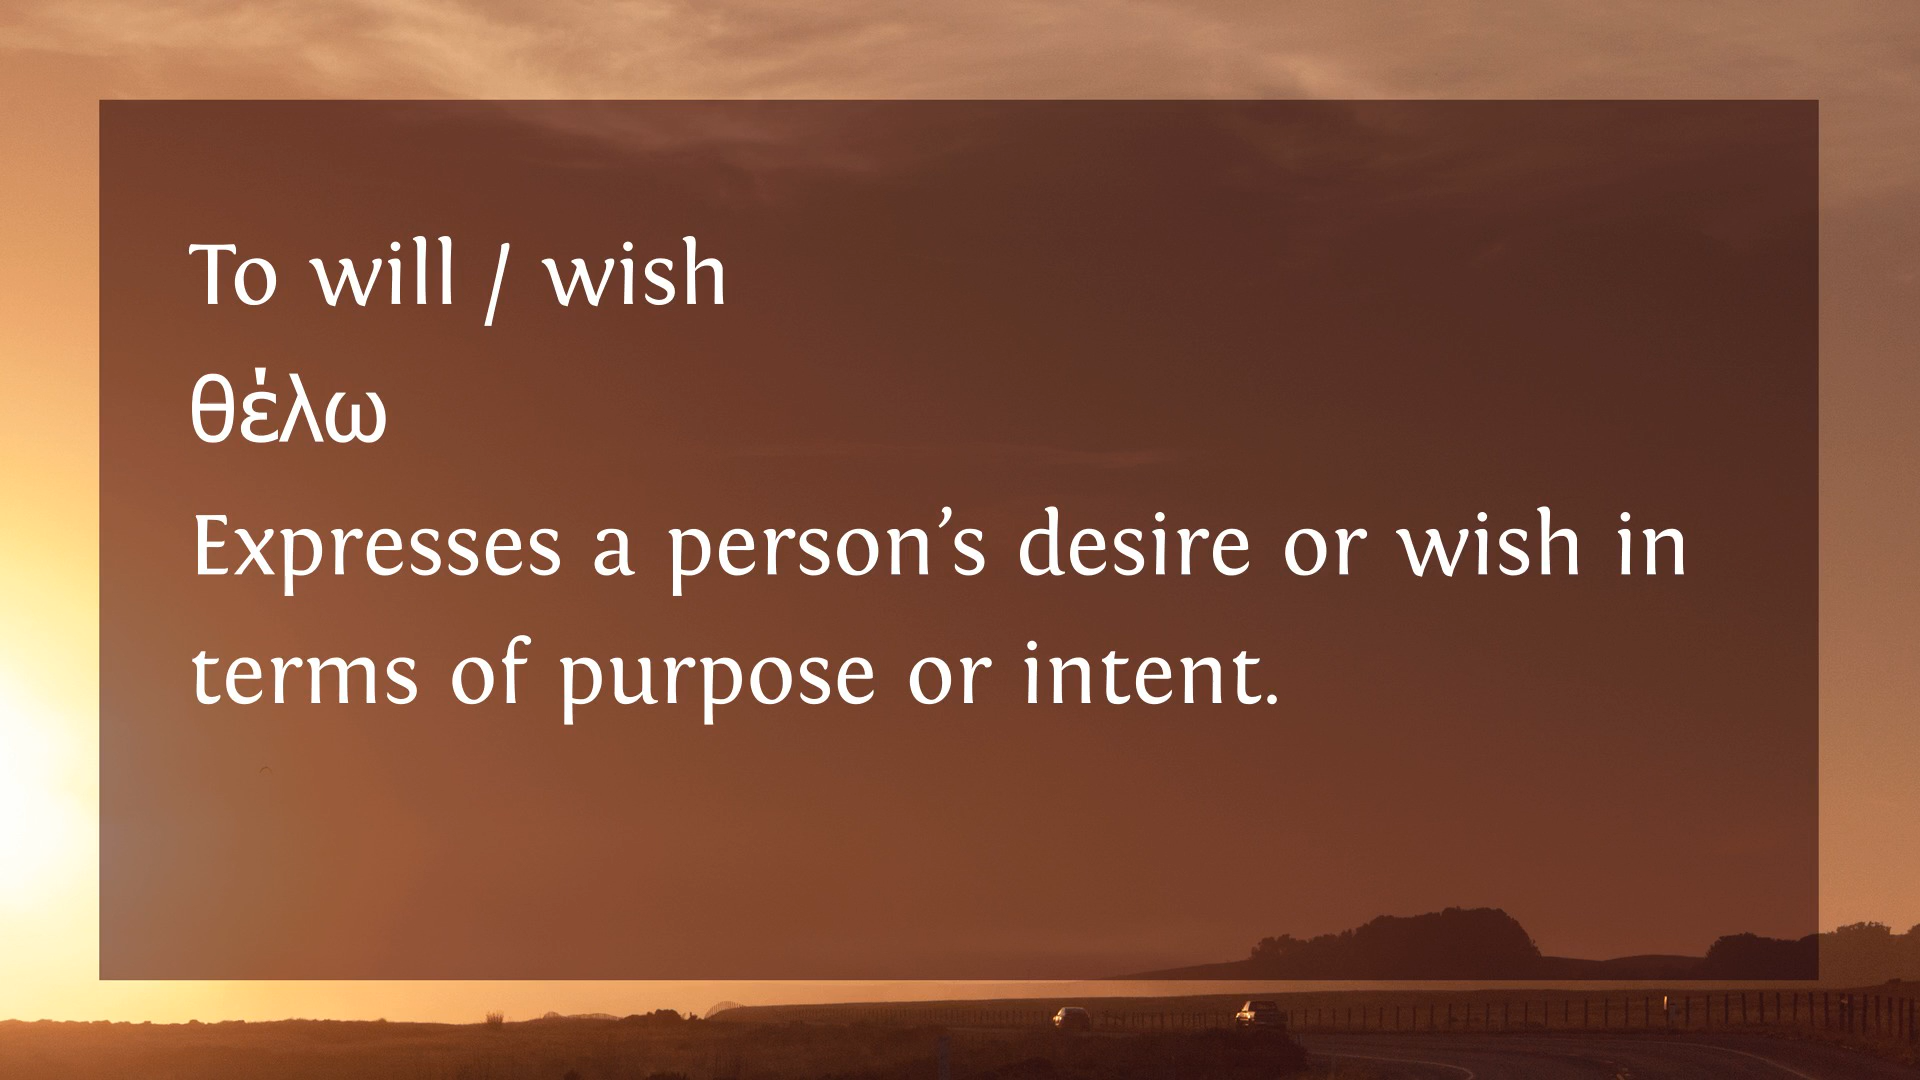 To will / wish
θέλω
Expresses a person’s desire or wish in
terms of purpose or intent.